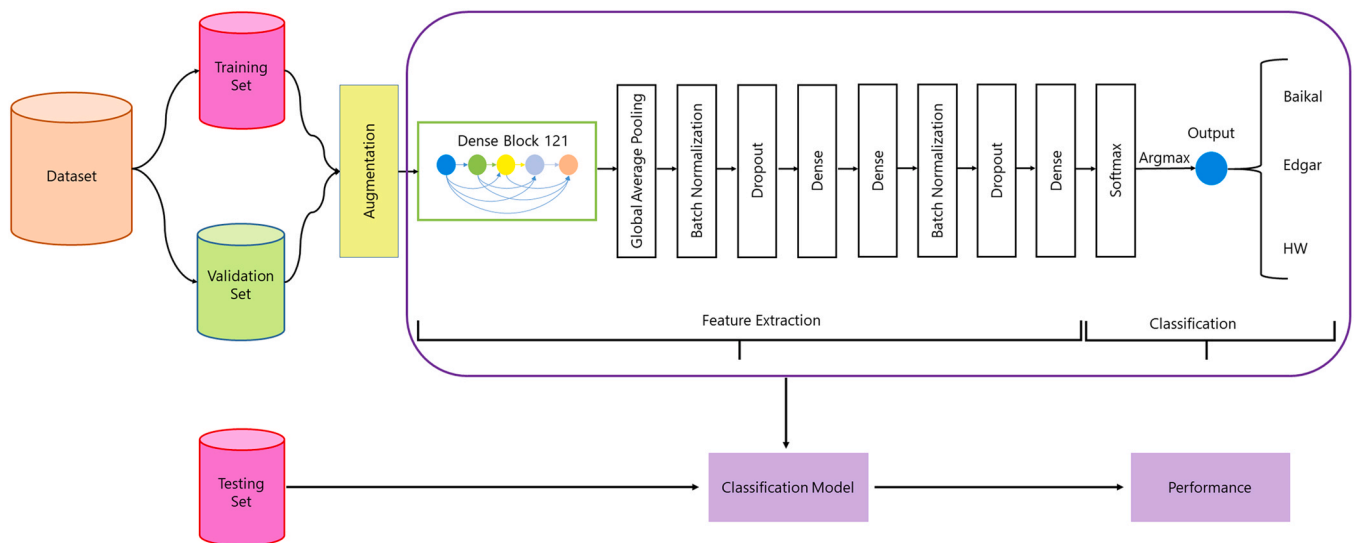 Dataset
Training
Set
Validation
Set
Augmentation
Dense Block 121
Global Average Pooling
Batch Normalization
Dropout
Dense
Dense
Batch Normalization
Dropout
Dense
Softmax
Argmax
Output
Baikal
Edgar
HW
Feature Extraction
Classification
Testing
Set
Classification Model
Performance